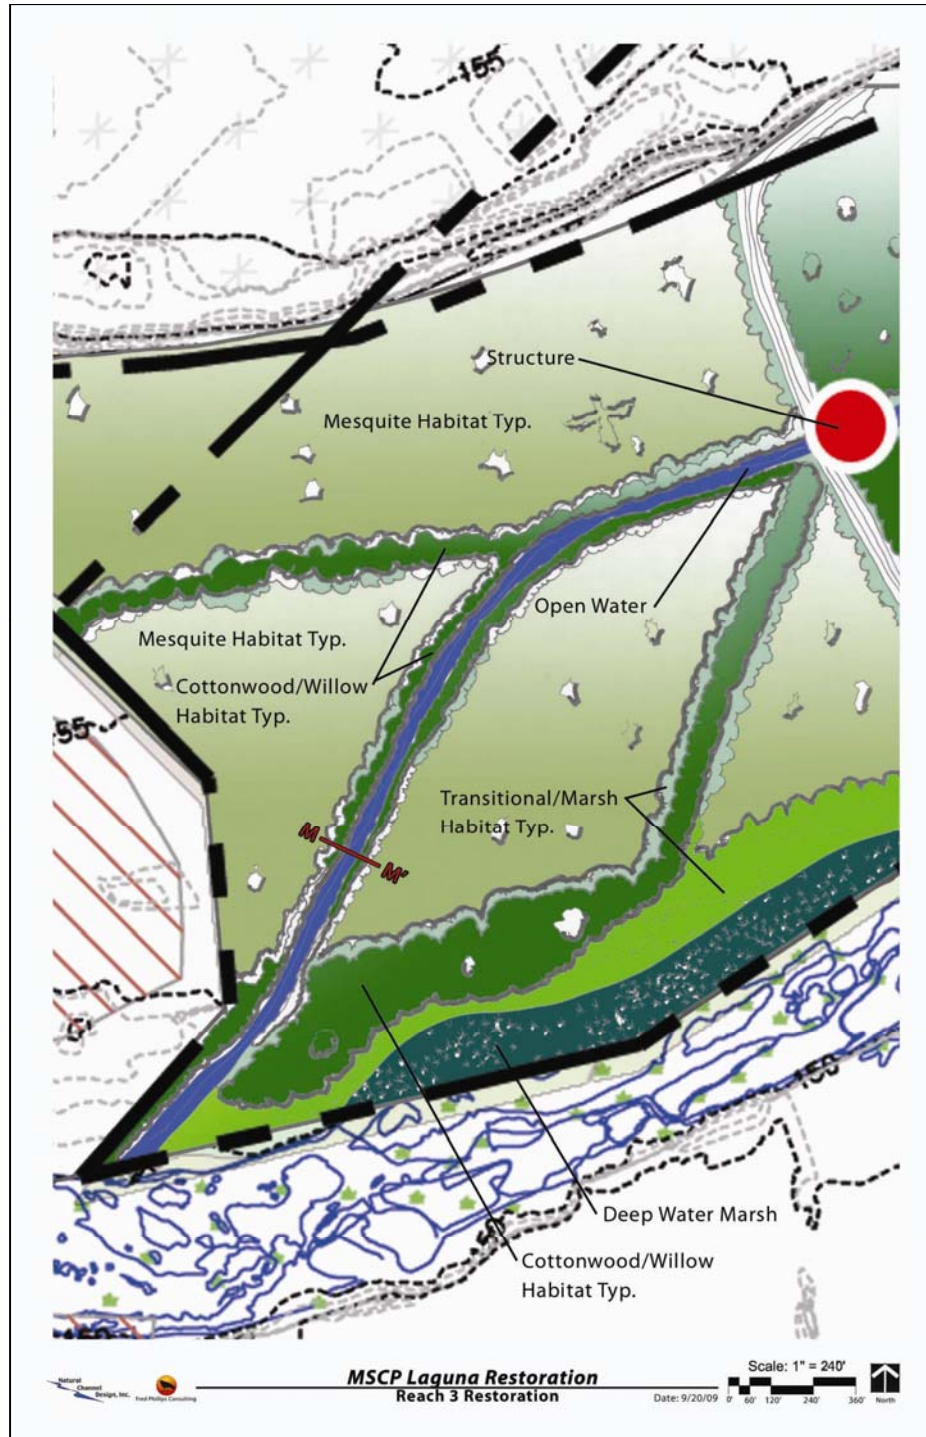 155
Structure
Mesquite Habitat Typ.
Open Water
Mesquite Habitat Typ.
Cottonwood/Willow
Habitat Typ.
Transitional/Marsh
Habitat Typ.
M
M'
150
Deep Water Marsh
Cottonwood/Willow
Habitat Typ.
Natural
Channel
Design, Inc.
Fred Phillips Consulting
MSCP Laguna Restoration
Reach 3 Restoration
Date: 9/20/09
Scale: 1" = 240'
0' 60' 120' 240' 360'
North